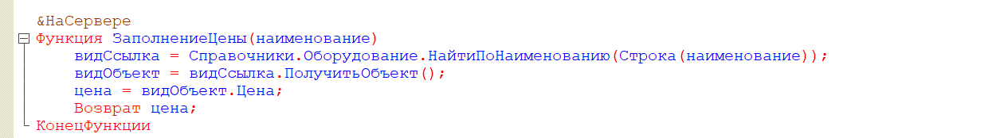 &НаСервере
Функция ЗаполнениеЦены(наименование)
видСсылка = Справочники.Оборудование.НайтиПоНаименованию(Строка(наименование));
видОбъект = видСсылка.ПолучитьОбъект();
цена = видОбъект.Цена;
Возврат цена;
КонецФункции